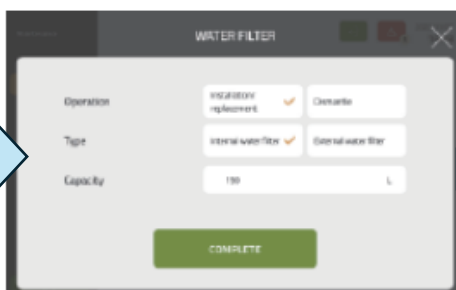 WATER FILTER
Operation
Installation/
replacement
Dismantle
Type
Internal water filter
External water filter
Capacity
150
L
COMPLETE